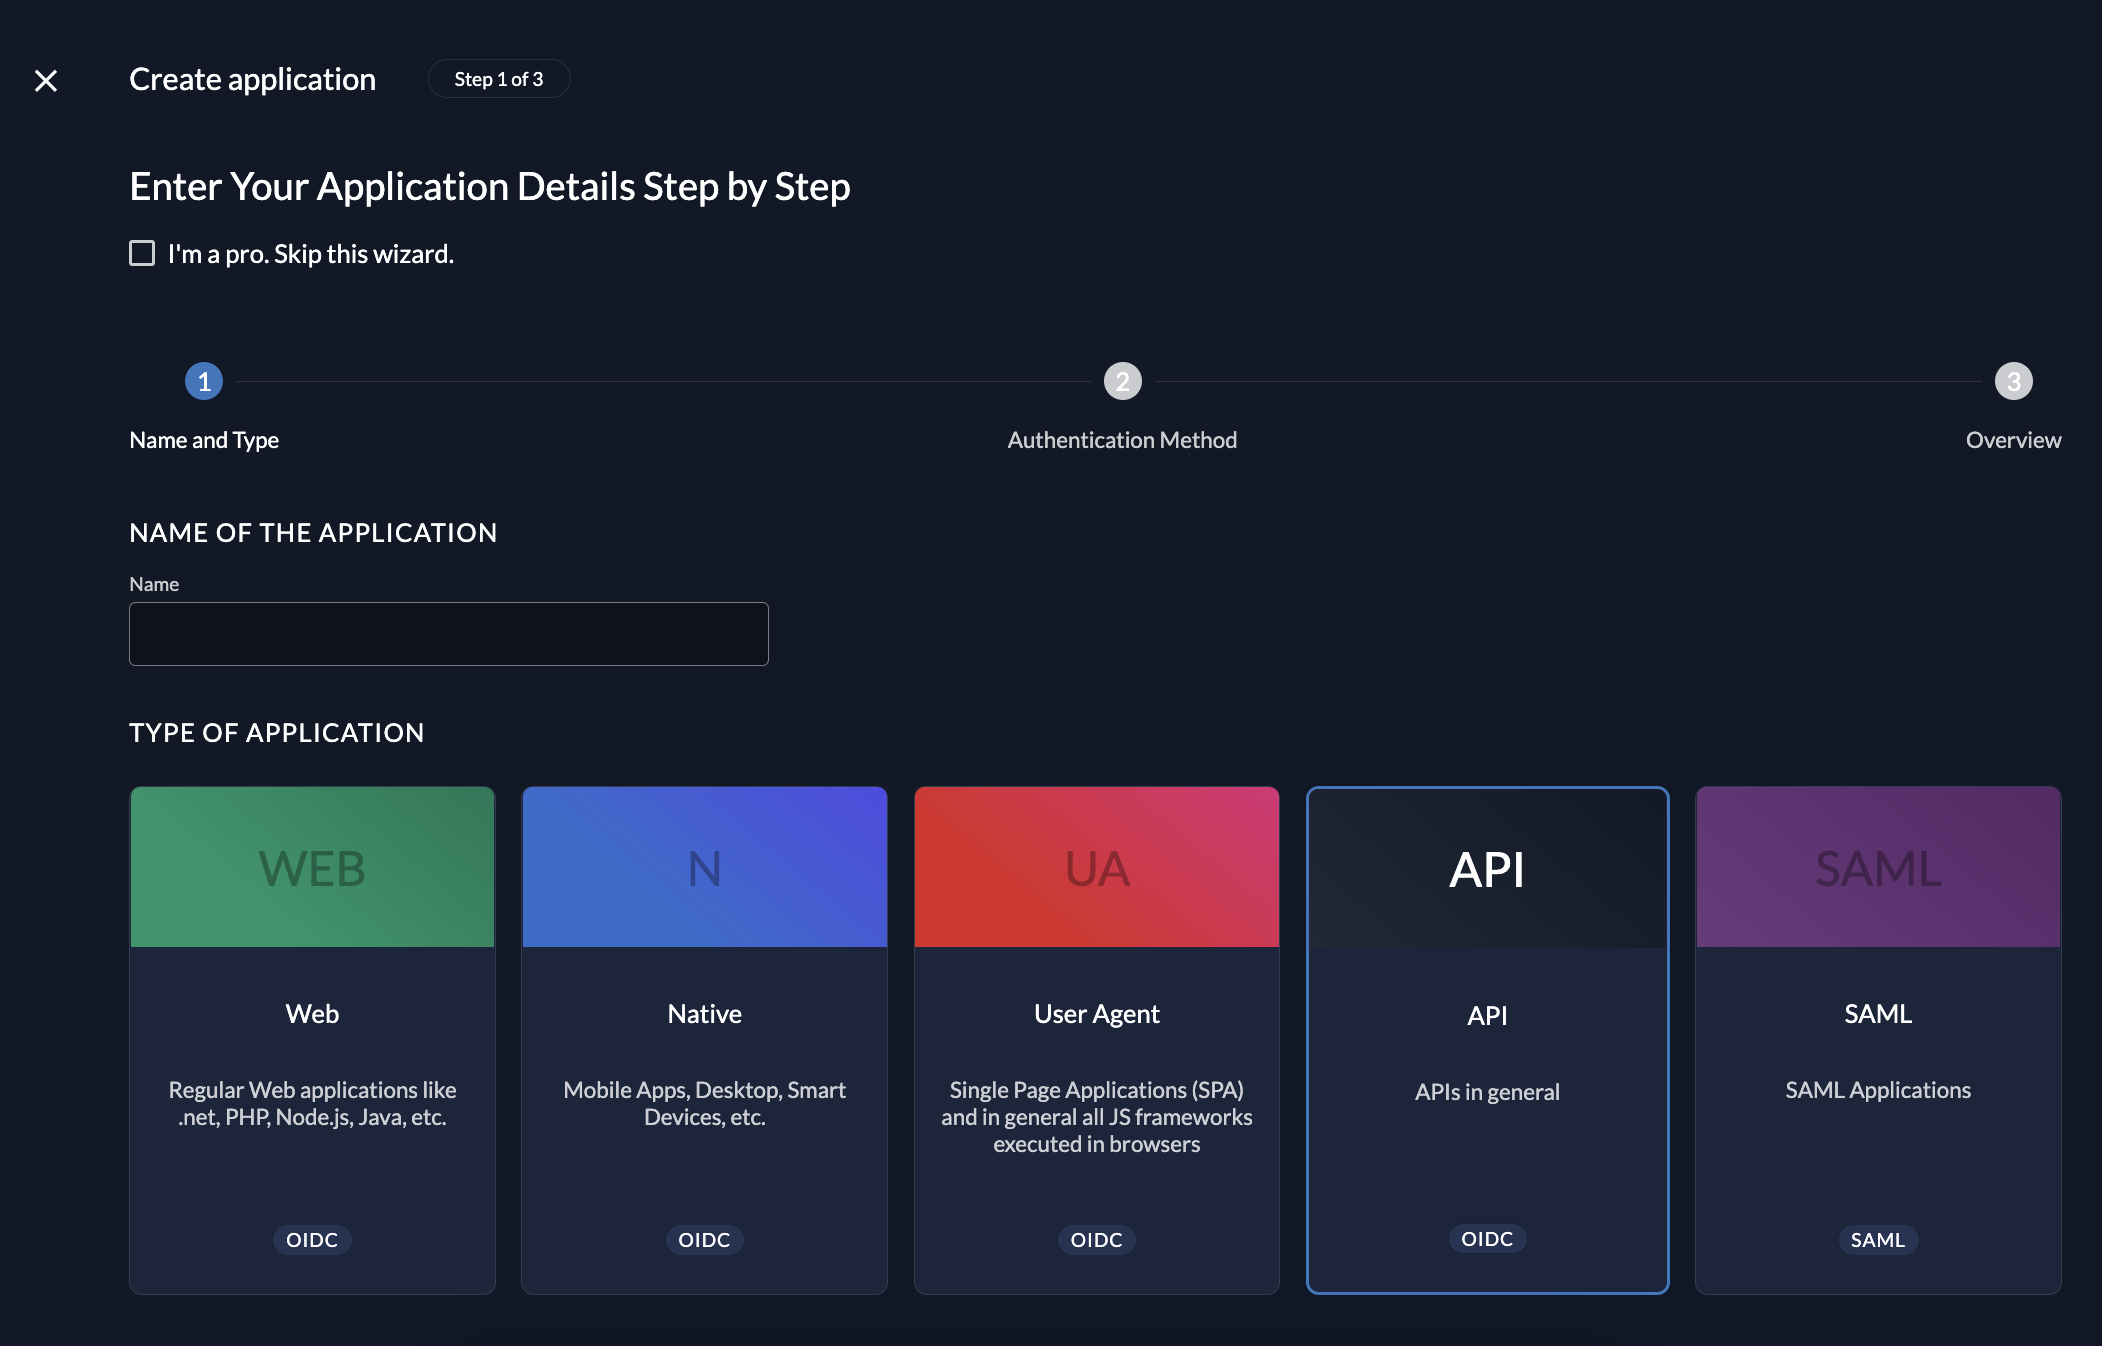 Create application
Step 1 of 3
Enter Your Application Details Step by Step
I'm a pro. Skip this wizard.
1
2
3
Name and Type
Authentication Method
Overview
NAME OF THE APPLICATION
Name
TYPE OF APPLICATION
WEB
Web
Regular Web applications like
.net, PHP, Node.js, Java, etc.
OIDC
N
Native
Mobile Apps, Desktop, Smart
Devices, etc.
OIDC
UA
User Agent
Single Page Applications (SPA)
and in general all JS frameworks
executed in browsers
OIDC
API
API
APIs in general
OIDC
SAML
SAML
SAML Applications
SAML